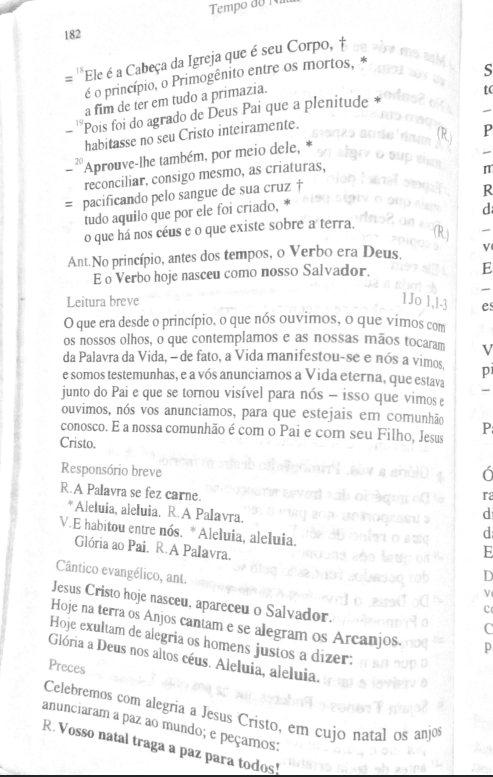 Tempo do Natal
182
= ¹⁸Ele é a Cabeça da Igreja que é seu Corpo, †
é o princípio, o Primogênito entre os mortos, *
a fim de ter em tudo a primazia.
– ¹⁹Pois foi do agrado de Deus Pai que a plenitude *
habitasse no seu Cristo inteiramente.
– ²⁰Aprouve-lhe também, por meio dele, * (R.)
reconciliar, consigo mesmo, as criaturas,
= pacificando pelo sangue de sua cruz †
tudo aquilo que por ele foi criado, *
o que há nos céus e o que existe sobre a terra. (R.)
Ant. No princípio, antes dos tempos, o Verbo era Deus.
E o Verbo hoje nasceu como nosso Salvador.
Leitura breve 1Jo 1,1-3
O que era desde o princípio, o que nós ouvimos, o que vimos com
os nossos olhos, o que contemplamos e as nossas mãos tocaram
da Palavra da Vida, – de fato, a Vida manifestou-se e nós a vimos,
e somos testemunhas, e a vós anunciamos a Vida eterna, que estava
junto do Pai e que se tornou visível para nós – isso que vimos e
ouvimos, nós vos anunciamos, para que estejais em comunhão
conosco. E a nossa comunhão é com o Pai e com seu Filho, Jesus
Cristo.
Responsório breve
R. A Palavra se fez carne.
* Aleluia, aleluia. R. A Palavra.
V. E habitou entre nós. * Aleluia, aleluia.
Glória ao Pai. R. A Palavra.
Cântico evangélico, ant.
Jesus Cristo hoje nasceu, apareceu o Salvador.
Hoje na terra os Anjos cantam e se alegram os Arcanjos.
Hoje exultam de alegria os homens justos a dizer:
Glória a Deus nos altos céus. Aleluia, aleluia.
Preces
Celebremos com alegria a Jesus Cristo, em cujo natal os anjos
anunciaram a paz ao mundo; e peçamos:
R. Vosso natal traga a paz para todos!